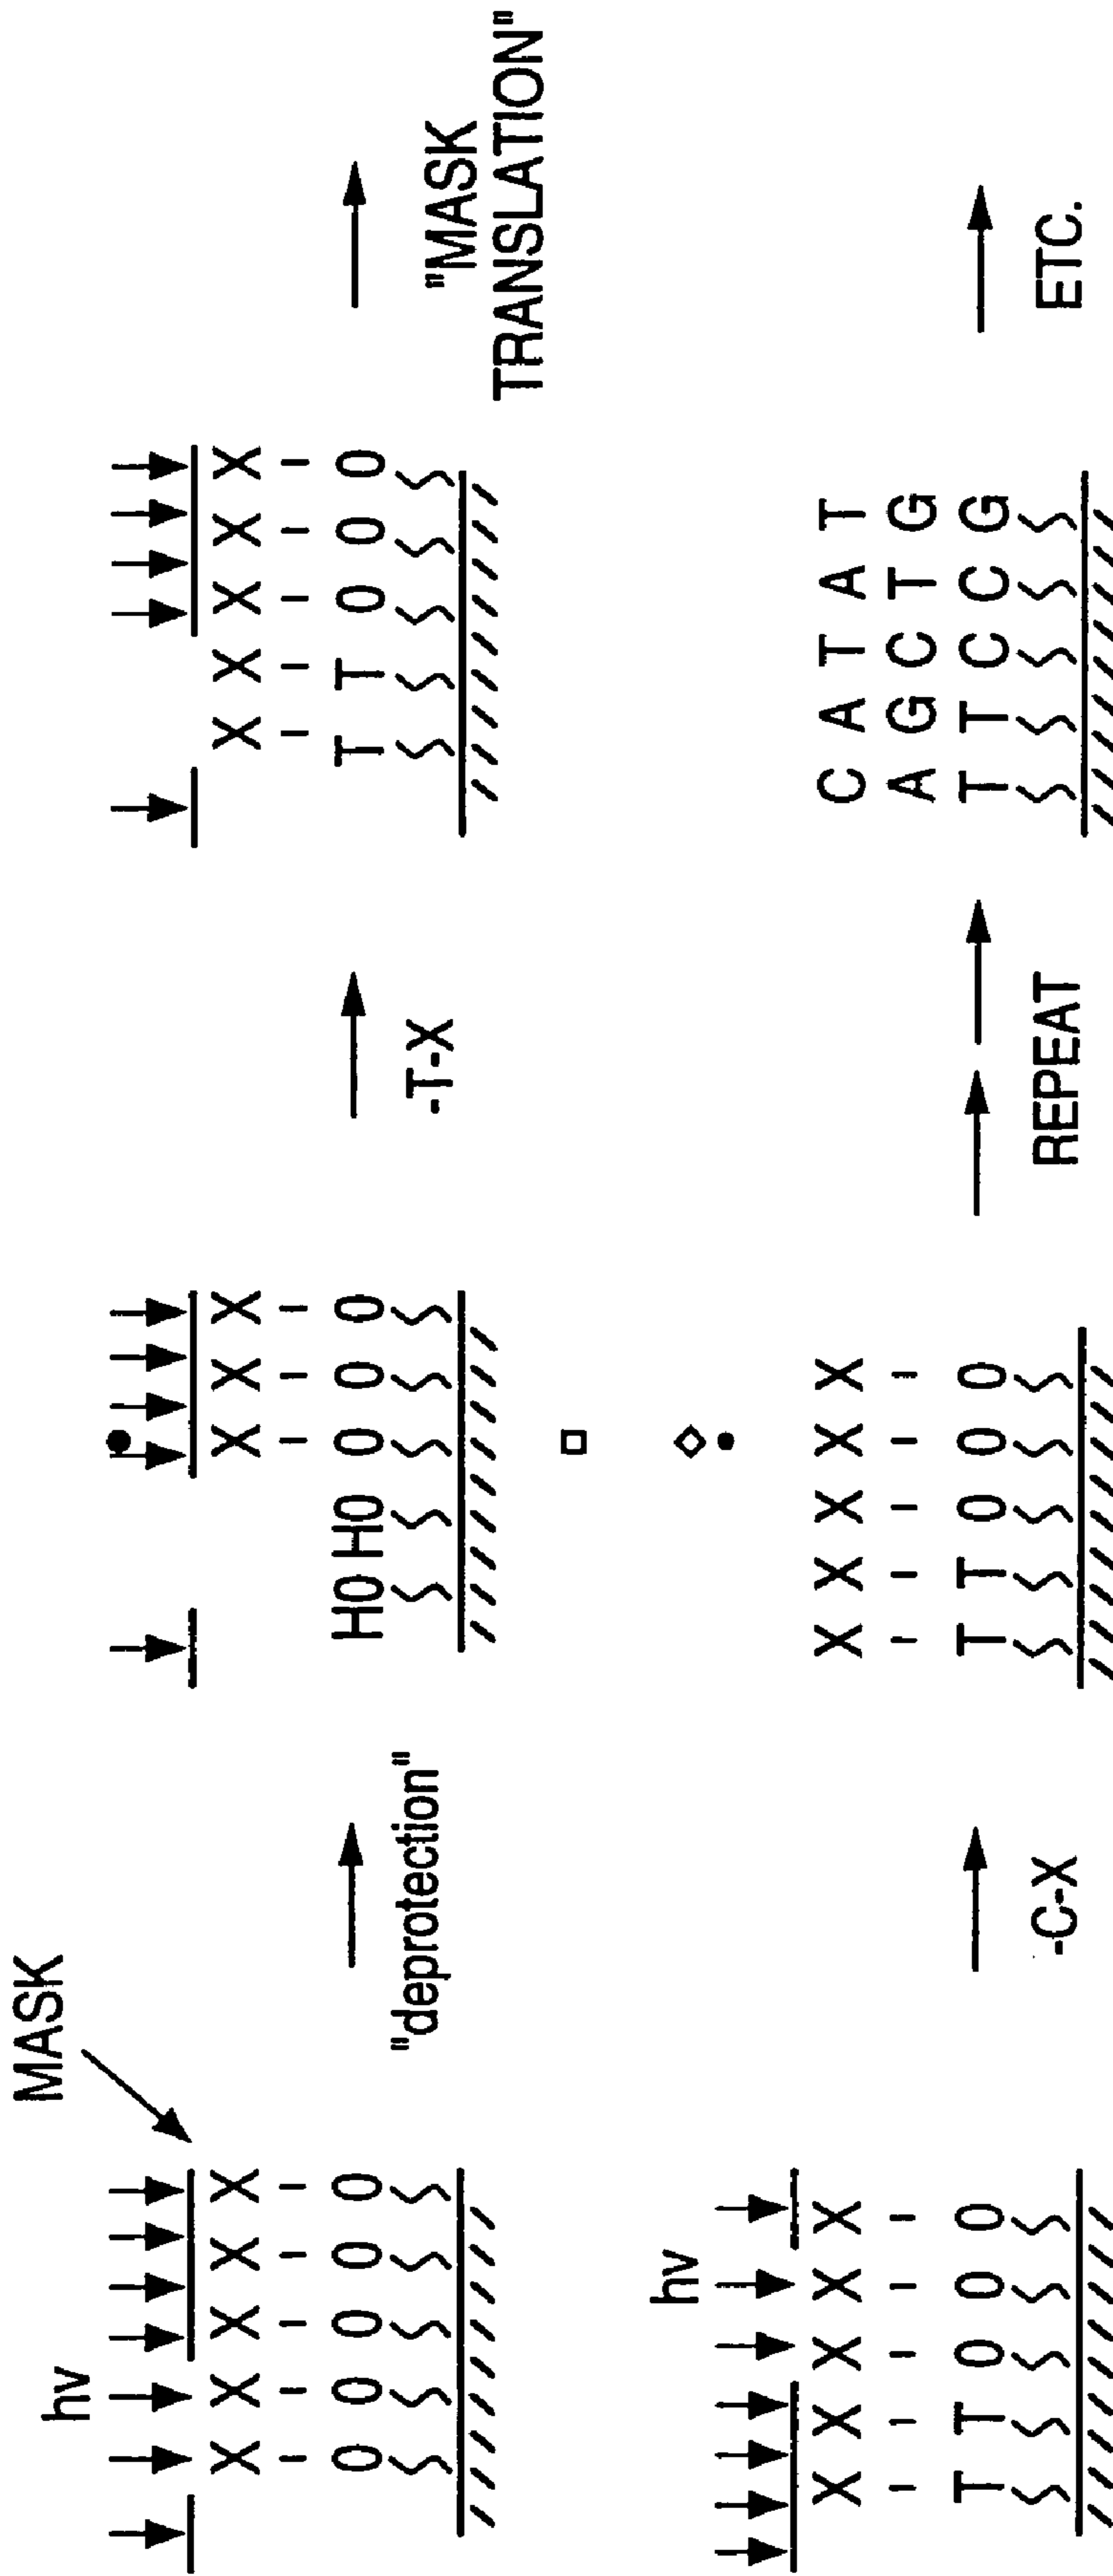 MASK
hv
X X X X X
- - - - -
O O O O O
"deprotection"
X X X
- - -
HO HO O O O
-T-X
X X X X X
- - - - -
T T O O O
"MASK
TRANSLATION"
hv
X X X X X
- - - - -
T T O O O
-C-X
X X X X X
- - - - -
T T O O O
REPEAT
C A T A T
A G C T G
T T C C G
ETC.